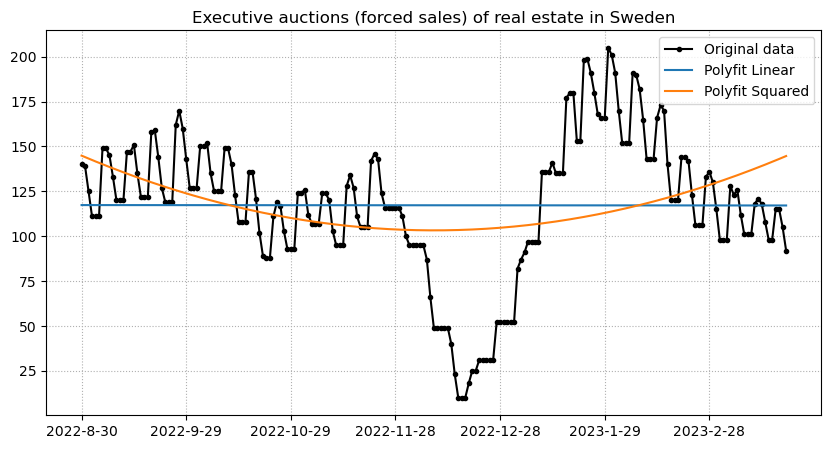 Executive auctions (forced sales) of real estate in Sweden
Original data
Polyfit Linear
Polyfit Squared
200
175
150
125
100
75
50
25
2022-8-30 2022-9-29 2022-10-29 2022-11-28 2022-12-28 2023-1-29 2023-2-28